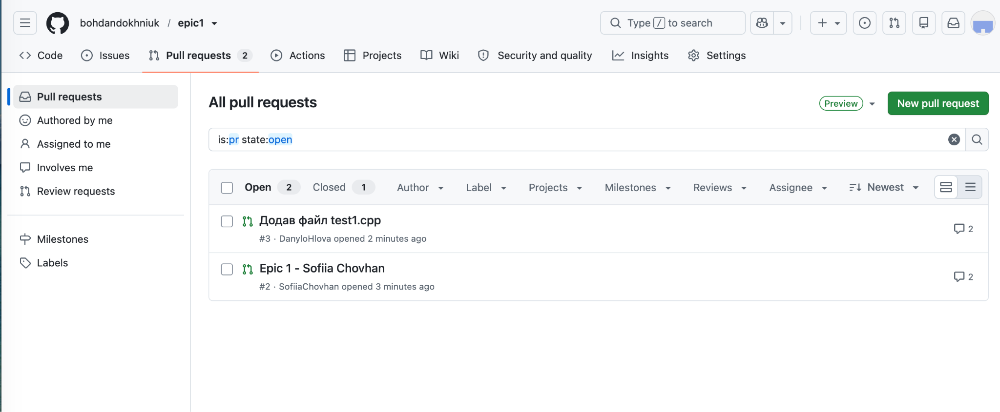 bohdandokhniuk / epic1
Type / to search
Code
Issues
Pull requests 2
Actions
Projects
Wiki
Security and quality
Insights
Settings
Pull requests
Authored by me
Assigned to me
Involves me
Review requests
Milestones
Labels
All pull requests
Preview
New pull request
is:pr state:open
Open 2
Closed 1
Author
Label
Projects
Milestones
Reviews
Assignee
Newest
Додав файл test1.cpp
#3 · DanyloHlova opened 2 minutes ago
2
Epic 1 - Sofiia Chovhan
#2 · SofiiaChovhan opened 3 minutes ago
2